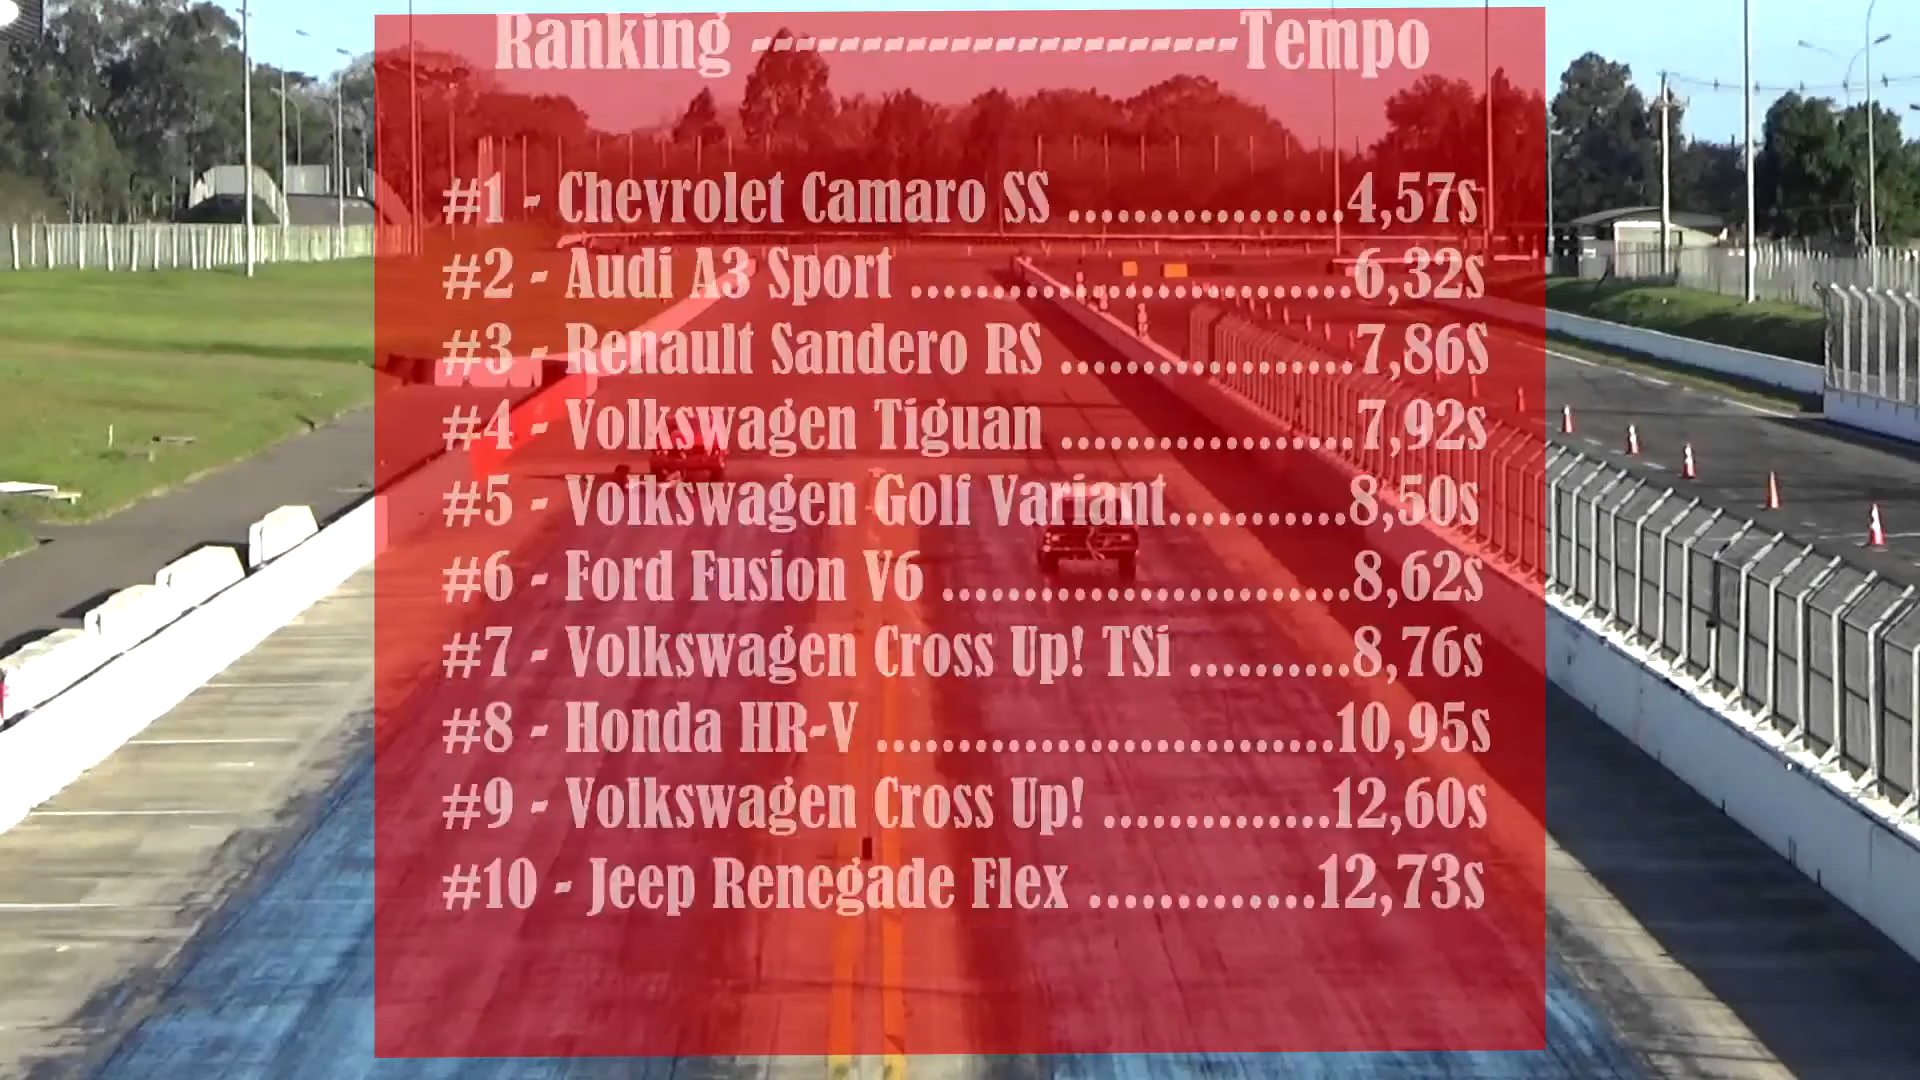 Ranking ----------------------Tempo
#1 - Chevrolet Camaro SS .................4,57s
#2 - Audi A3 Sport ...........................6,32s
#3 - Renault Sandero RS ..................7,86S
#4 - Volkswagen Tiguan ..................7,92s
#5 - Volkswagen Golf Variant...........8,50s
#6 - Ford Fusion V6 .........................8,62s
#7 - Volkswagen Cross Up! TSi ..........8,76s
#8 - Honda HR-V ............................10,95s
#9 - Volkswagen Cross Up! ..............12,60s
#10 - Jeep Renegade Flex ..............12,73s